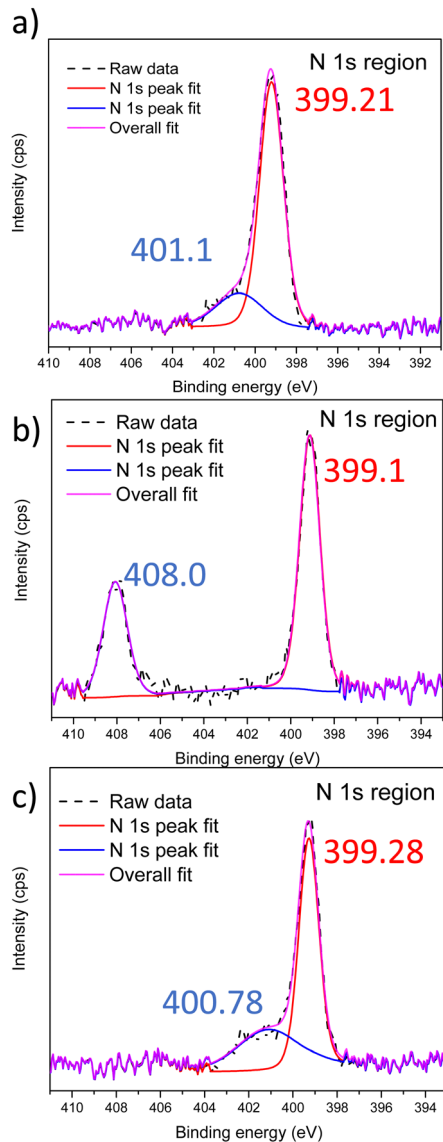 a)
Raw data
N 1s peak fit
N 1s peak fit
Overall fit
N 1s region
399.21
401.1
Intensity (cps)
410 408 406 404 402 400 398 396 394 392
Binding energy (eV)
b)
Raw data
N 1s peak fit
N 1s peak fit
Overall fit
N 1s region
399.1
408.0
Intensity (cps)
410 408 406 404 402 400 398 396 394
Binding energy (eV)
c)
Raw data
N 1s peak fit
N 1s peak fit
Overall fit
N 1s region
399.28
400.78
Intensity (cps)
410 408 406 404 402 400 398 396 394
Binding energy (eV)